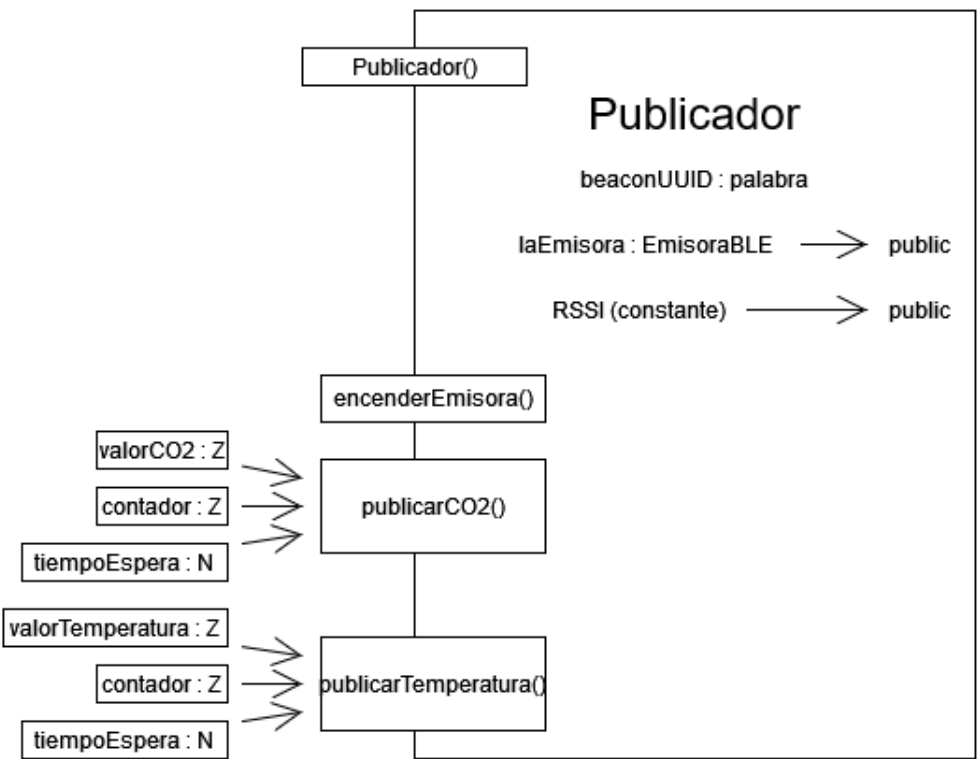 Publicador()
Publicador
beaconUUID : palabra
laEmisora : EmisoraBLE
public
RSSI (constante)
public
encenderEmisora()
valorCO2 : Z
contador : Z
publicarCO2()
tiempoEspera : N
valorTemperatura : Z
contador : Z
publicarTemperatura()
tiempoEspera : N